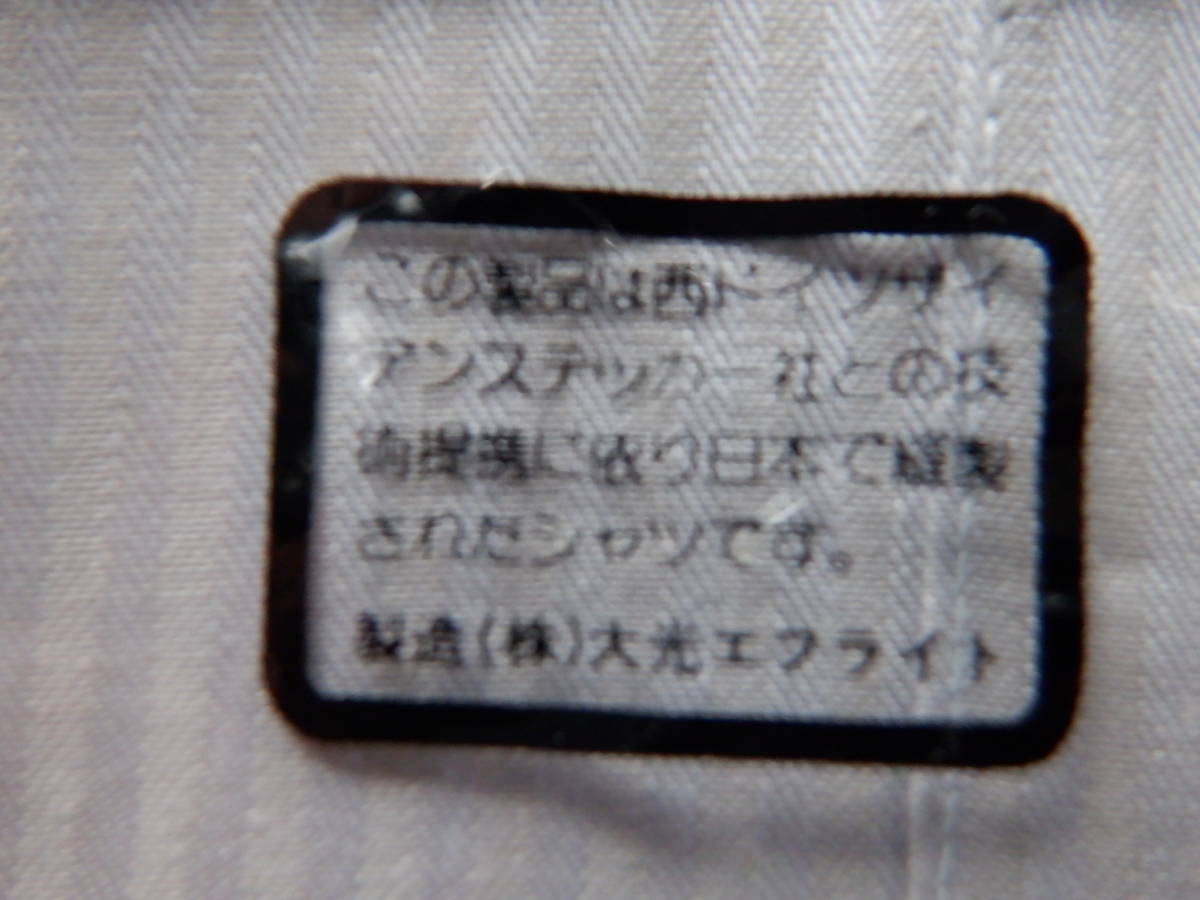 この製品は西ドイツザイ
アンステッカー社との技
術提携に依り日本で縫製
されたシャツです。
製造(株)大光エフライト